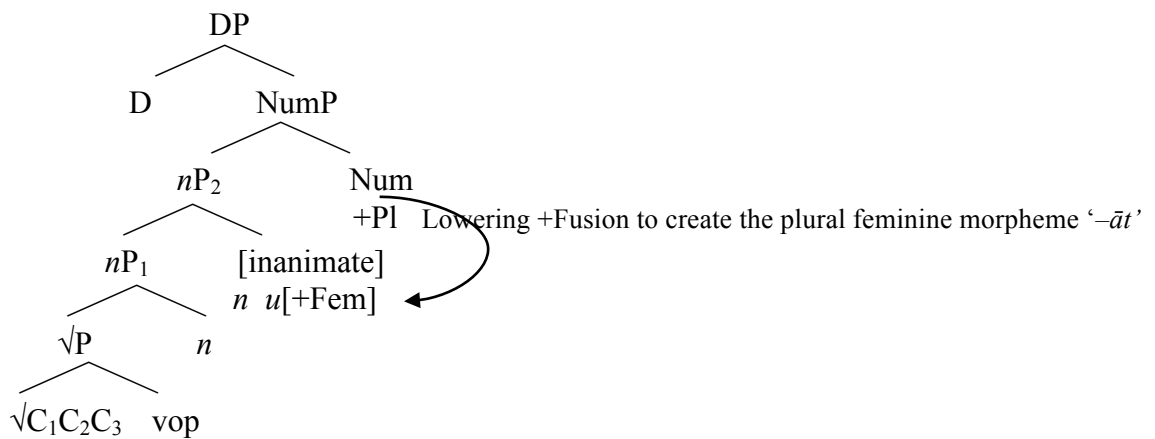 DP
D NumP
nP₂ Num
+Pl Lowering +Fusion to create the plural feminine morpheme ‘–āt’
nP₁ [inanimate]
n u[+Fem]
√P n
√C₁C₂C₃ vop